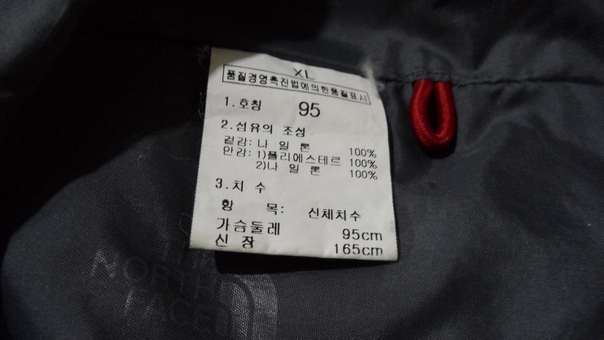 XL
품질경영촉진법에의한품질표시
1.호칭 95
2.섬유의 조성
겉감: 나 일 론 100%
안감: 1)폴리에스테르 100%
2)나 일 론 100%
3.치 수
항 목: 신체치수
가슴둘레 95cm
신 장 165cm
THE
NORTH
FACE